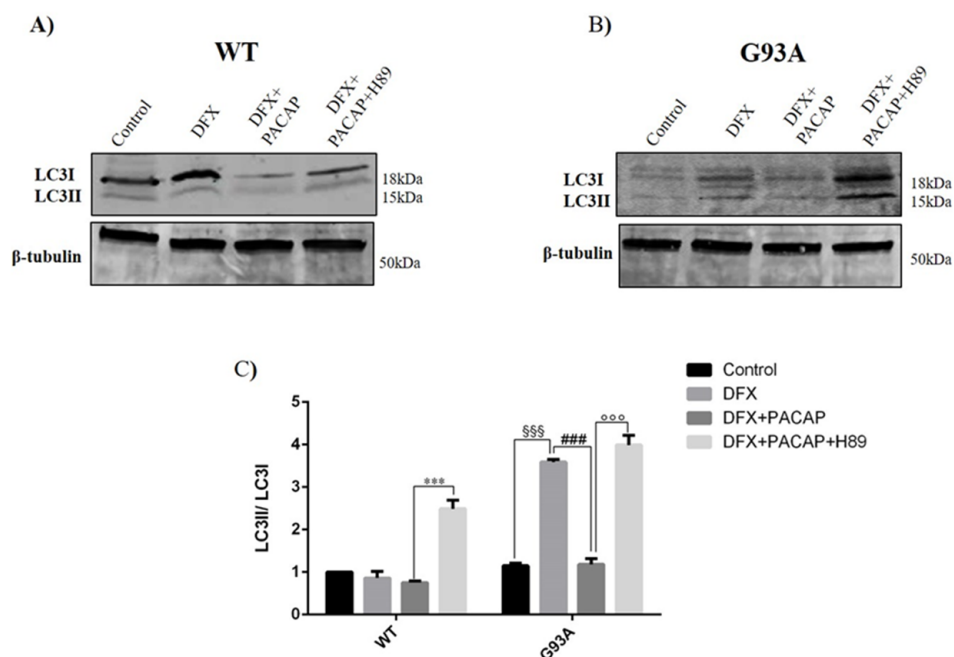 A)
WT
Control
DFX
DFX+
PACAP
DFX+
PACAP+H89
LC3I
LC3II
18kDa
15kDa
β-tubulin
50kDa
B)
G93A
Control
DFX
DFX+
PACAP
DFX+
PACAP+H89
LC3I
LC3II
18kDa
15kDa
β-tubulin
50kDa
C)
Control
DFX
DFX+PACAP
DFX+PACAP+H89
LC3II/ LC3I
5
4
3
2
1
0
***
§§§
###
°°°
WT
G93A